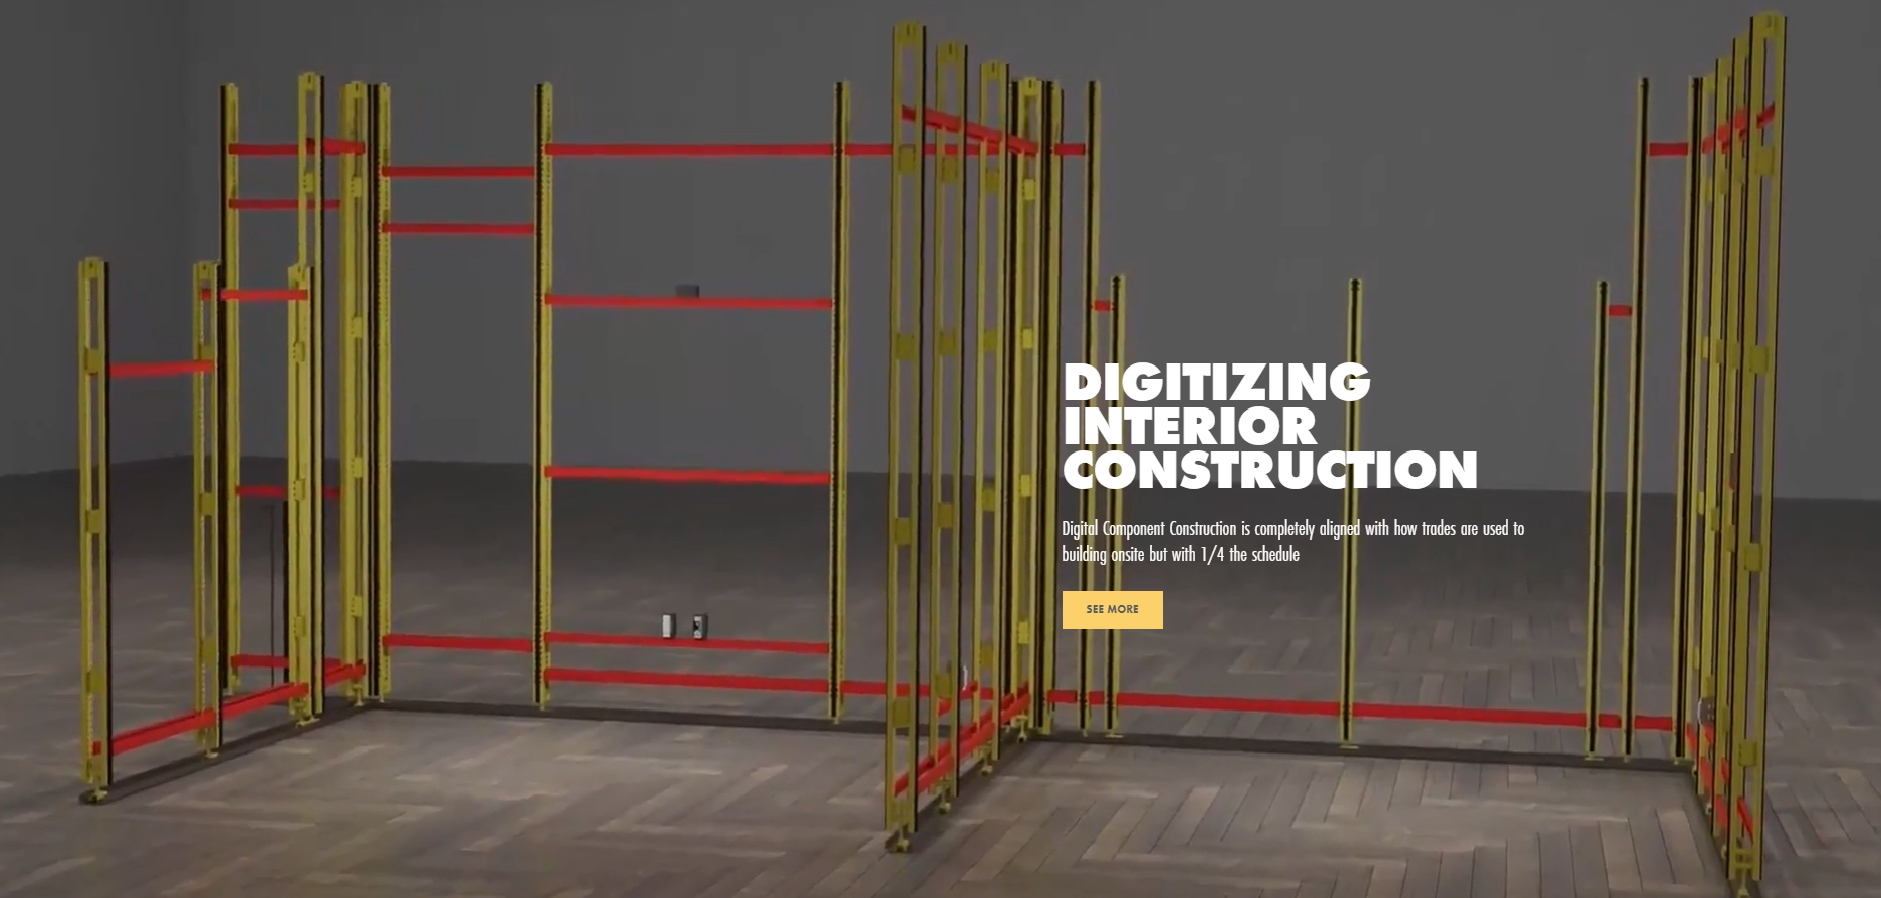 DIGITIZING
INTERIOR
CONSTRUCTION
Digital Component Construction is completely aligned with how trades are used to
building onsite but with 1/4 the schedule
SEE MORE